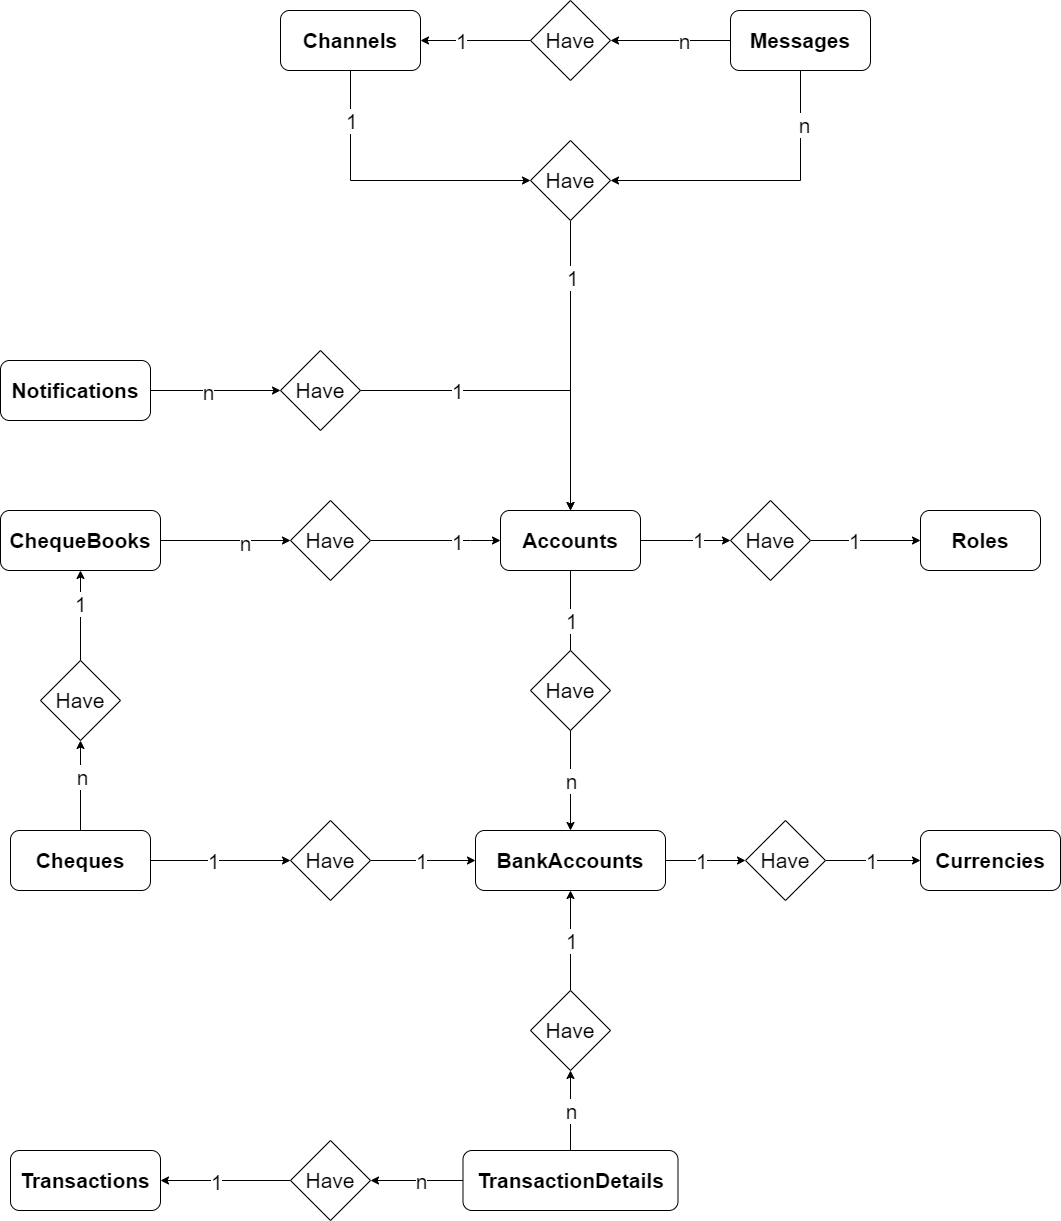 Channels
1
Have
n
Messages
1
n
Have
1
Notifications
n
Have
1
ChequeBooks
n
Have
1
Accounts
1
Have
1
Roles
1
1
Have
Have
n
n
Cheques
1
Have
1
BankAccounts
1
Have
1
Currencies
1
Have
n
Transactions
1
Have
n
TransactionDetails